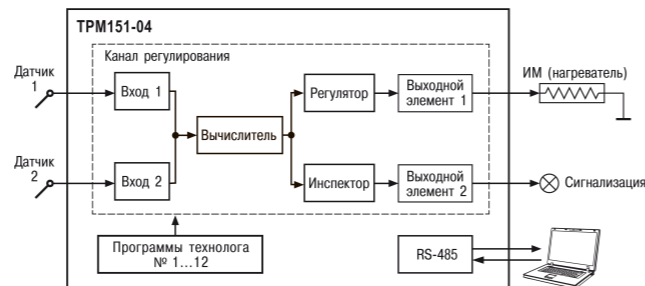 ТРМ151-04
Канал регулирования
Датчик
1
Вход 1
Вычислитель
Регулятор
Выходной
элемент 1
ИМ (нагреватель)
Датчик
2
Вход 2
Инспектор
Выходной
элемент 2
Сигнализация
Программы технолога
№ 1...12
RS-485